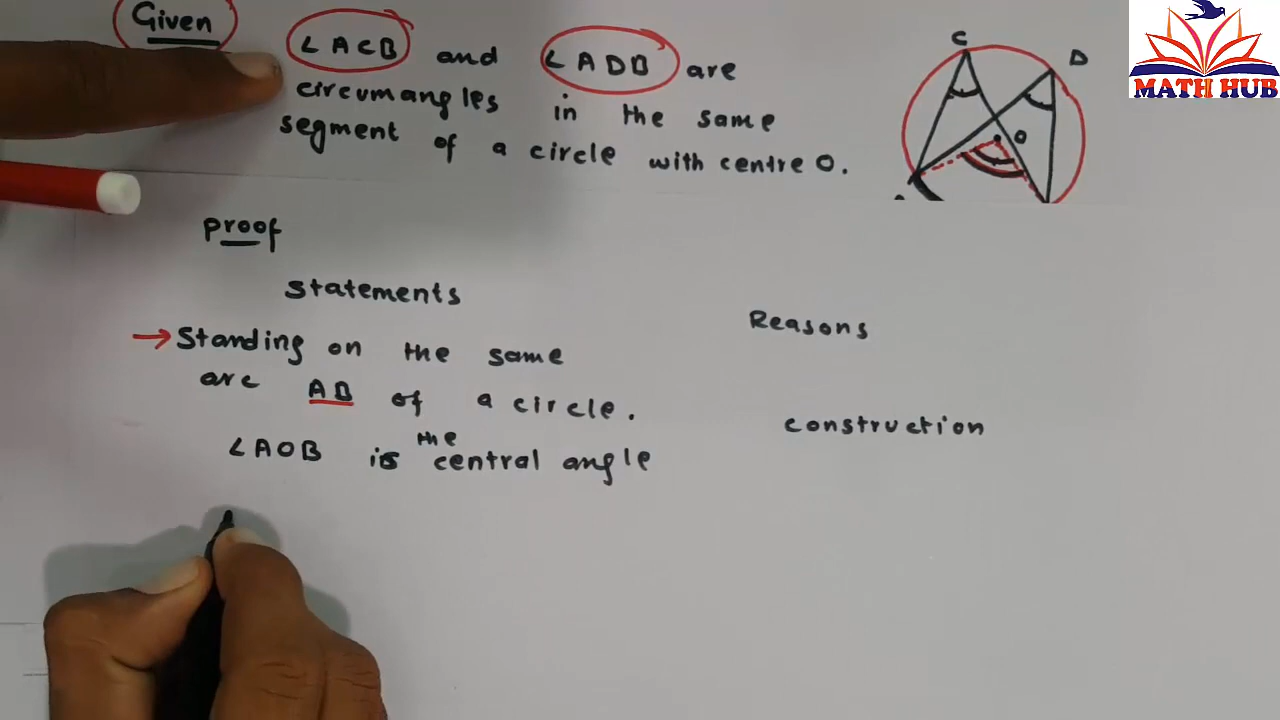 Given
∠ACB and ∠ADB are
circumangles in the same
segment of a circle with centre O.
C
D
O
MATH HUB
proof
statements
Reasons
→ Standing on the same
arc AB of a circle.
construction
∠AOB is the central angle